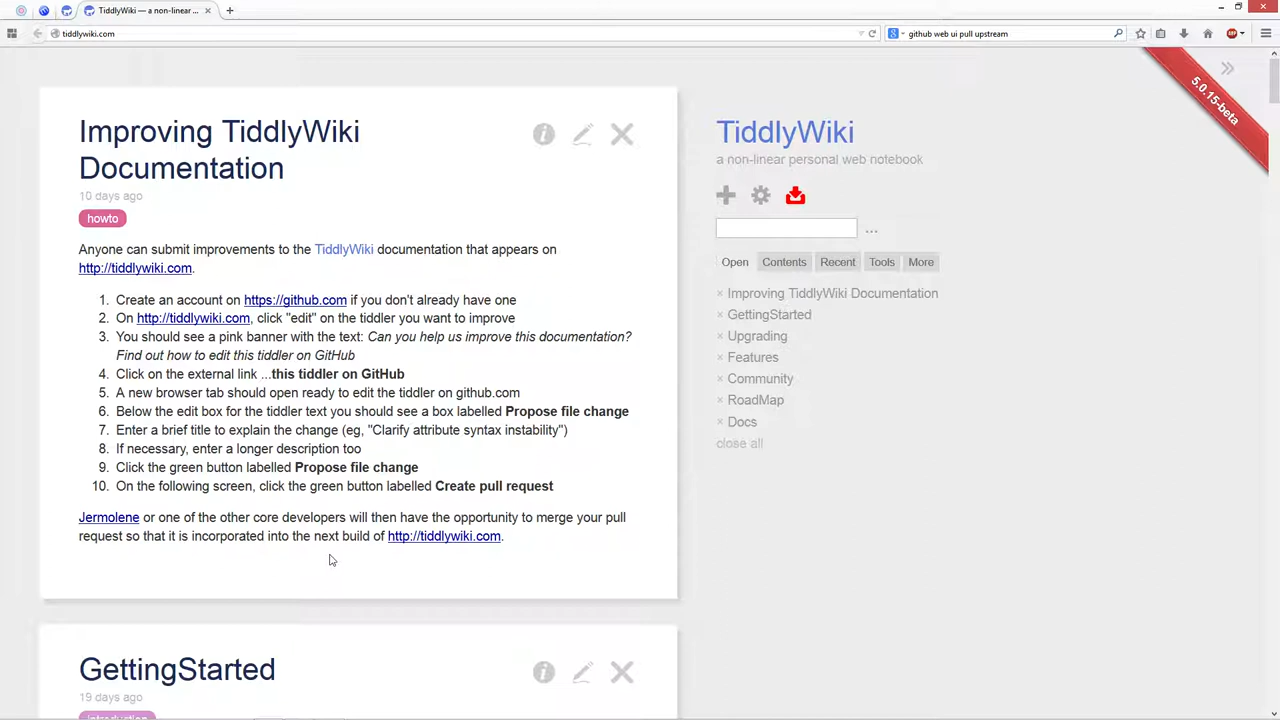 TiddlyWiki — a non-linear ...
tiddlywiki.com
github web ui pull upstream
5.0.15-beta
Improving TiddlyWiki
Documentation
10 days ago
howto
Anyone can submit improvements to the TiddlyWiki documentation that appears on
http://tiddlywiki.com.
1. Create an account on https://github.com if you don't already have one
2. On http://tiddlywiki.com, click "edit" on the tiddler you want to improve
3. You should see a pink banner with the text: Can you help us improve this documentation?
Find out how to edit this tiddler on GitHub
4. Click on the external link ...this tiddler on GitHub
5. A new browser tab should open ready to edit the tiddler on github.com
6. Below the edit box for the tiddler text you should see a box labelled Propose file change
7. Enter a brief title to explain the change (eg, "Clarify attribute syntax instability")
8. If necessary, enter a longer description too
9. Click the green button labelled Propose file change
10. On the following screen, click the green button labelled Create pull request
Jermolene or one of the other core developers will then have the opportunity to merge your pull
request so that it is incorporated into the next build of http://tiddlywiki.com.
GettingStarted
19 days ago
introduction
TiddlyWiki
a non-linear personal web notebook
...
Open Contents Recent Tools More
× Improving TiddlyWiki Documentation
× GettingStarted
× Upgrading
× Features
× Community
× RoadMap
× Docs
close all